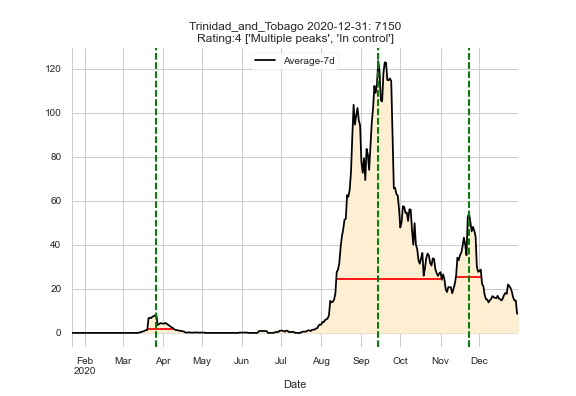 Trinidad_and_Tobago 2020-12-31: 7150
Rating:4 ['Multiple peaks', 'In control']
Average-7d
120
100
80
60
40
20
0
Feb Mar Apr May Jun Jul Aug Sep Oct Nov Dec
2020
Date